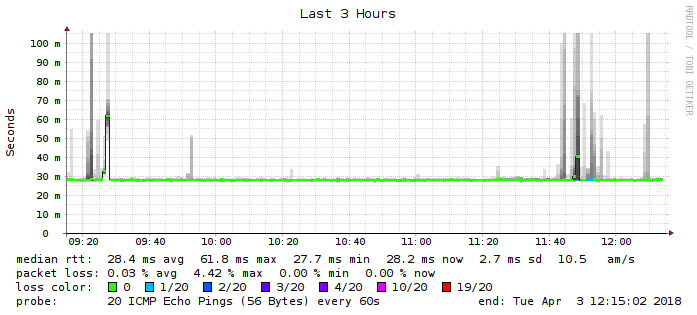 Last 3 Hours
RRDTOOL / TOBI OETIKER
Seconds
100 m
90 m
80 m
70 m
60 m
50 m
40 m
30 m
20 m
10 m
0
09:20 09:40 10:00 10:20 10:40 11:00 11:20 11:40 12:00
median rtt: 28.4 ms avg 61.8 ms max 27.7 ms min 28.2 ms now 2.7 ms sd 10.5 am/s
packet loss: 0.03 % avg 4.42 % max 0.00 % min 0.00 % now
loss color: 0 1/20 2/20 3/20 4/20 10/20 19/20
probe: 20 ICMP Echo Pings (56 Bytes) every 60s end: Tue Apr 3 12:15:02 2018